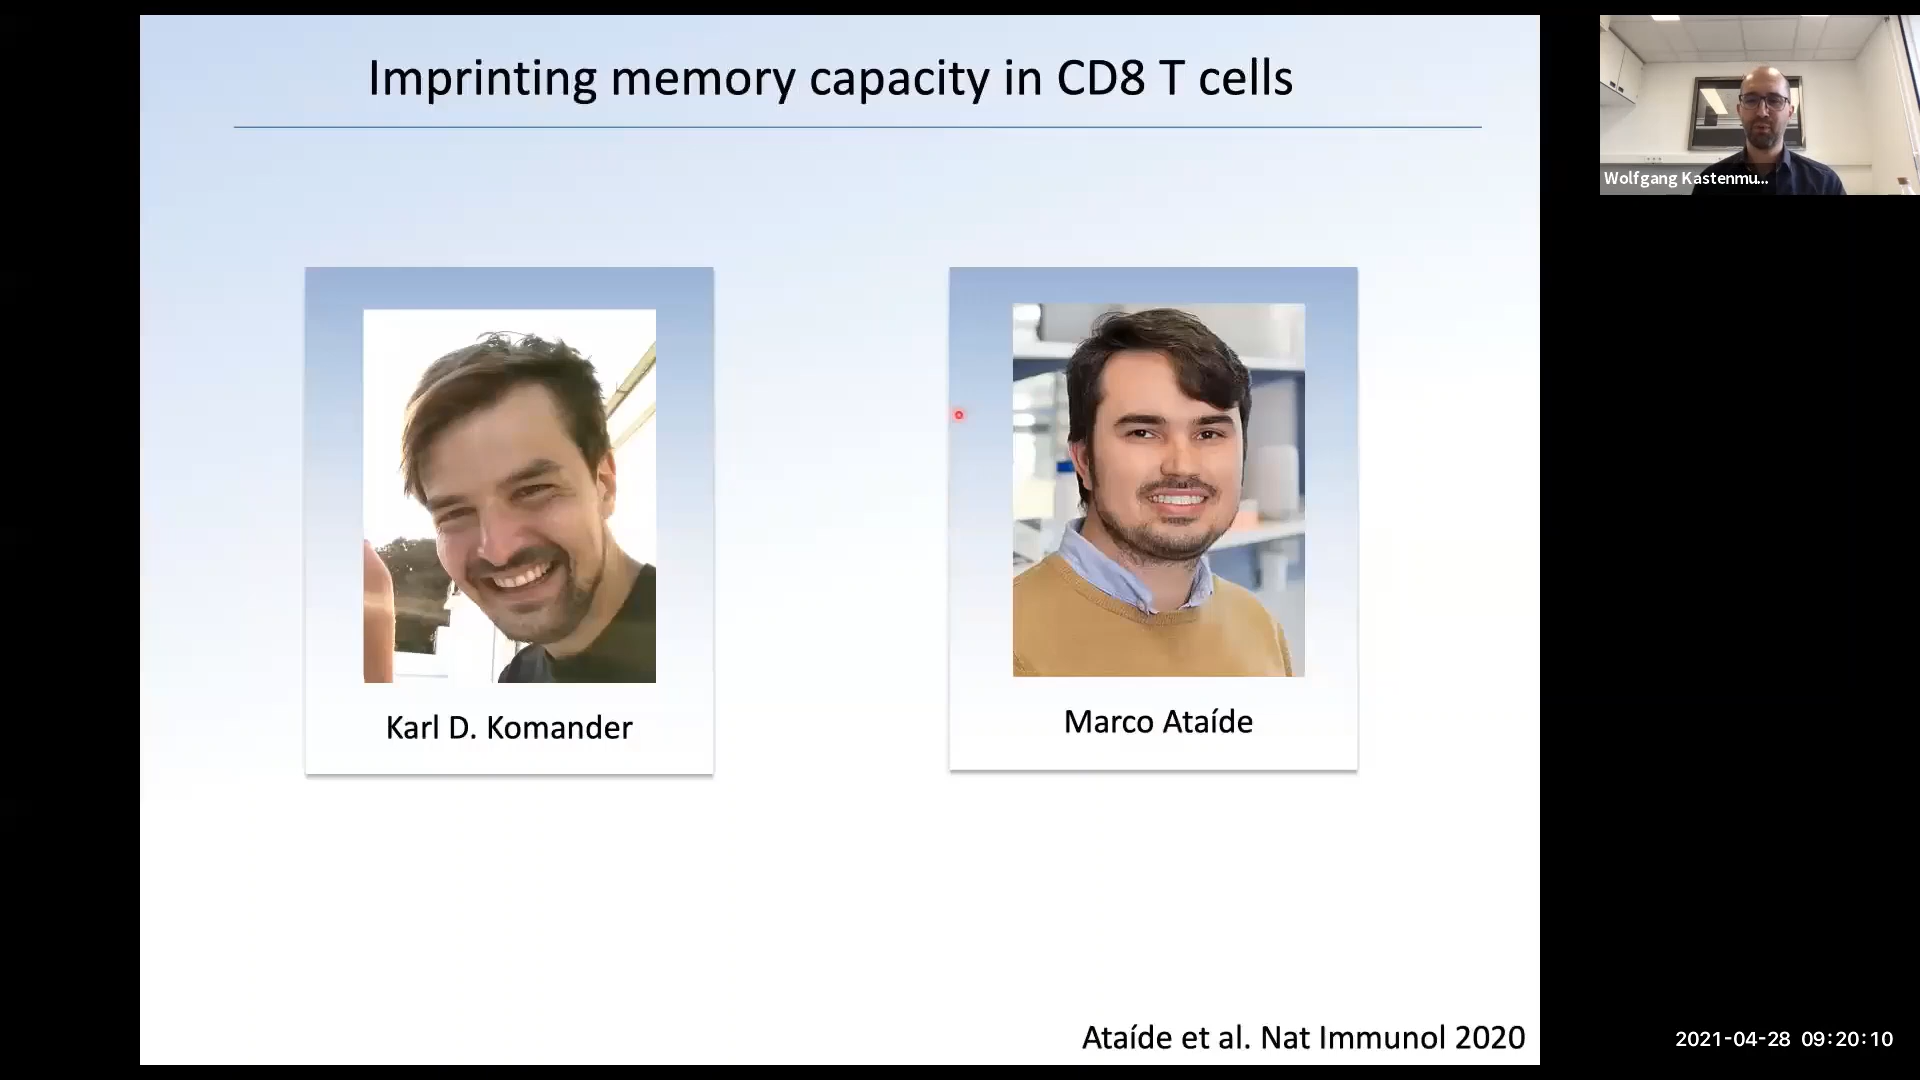 Imprinting memory capacity in CD8 T cells
Wolfgang Kastenmu...
Karl D. Komander
Marco Ataíde
Ataíde et al. Nat Immunol 2020
2021-04-28 09:20:10